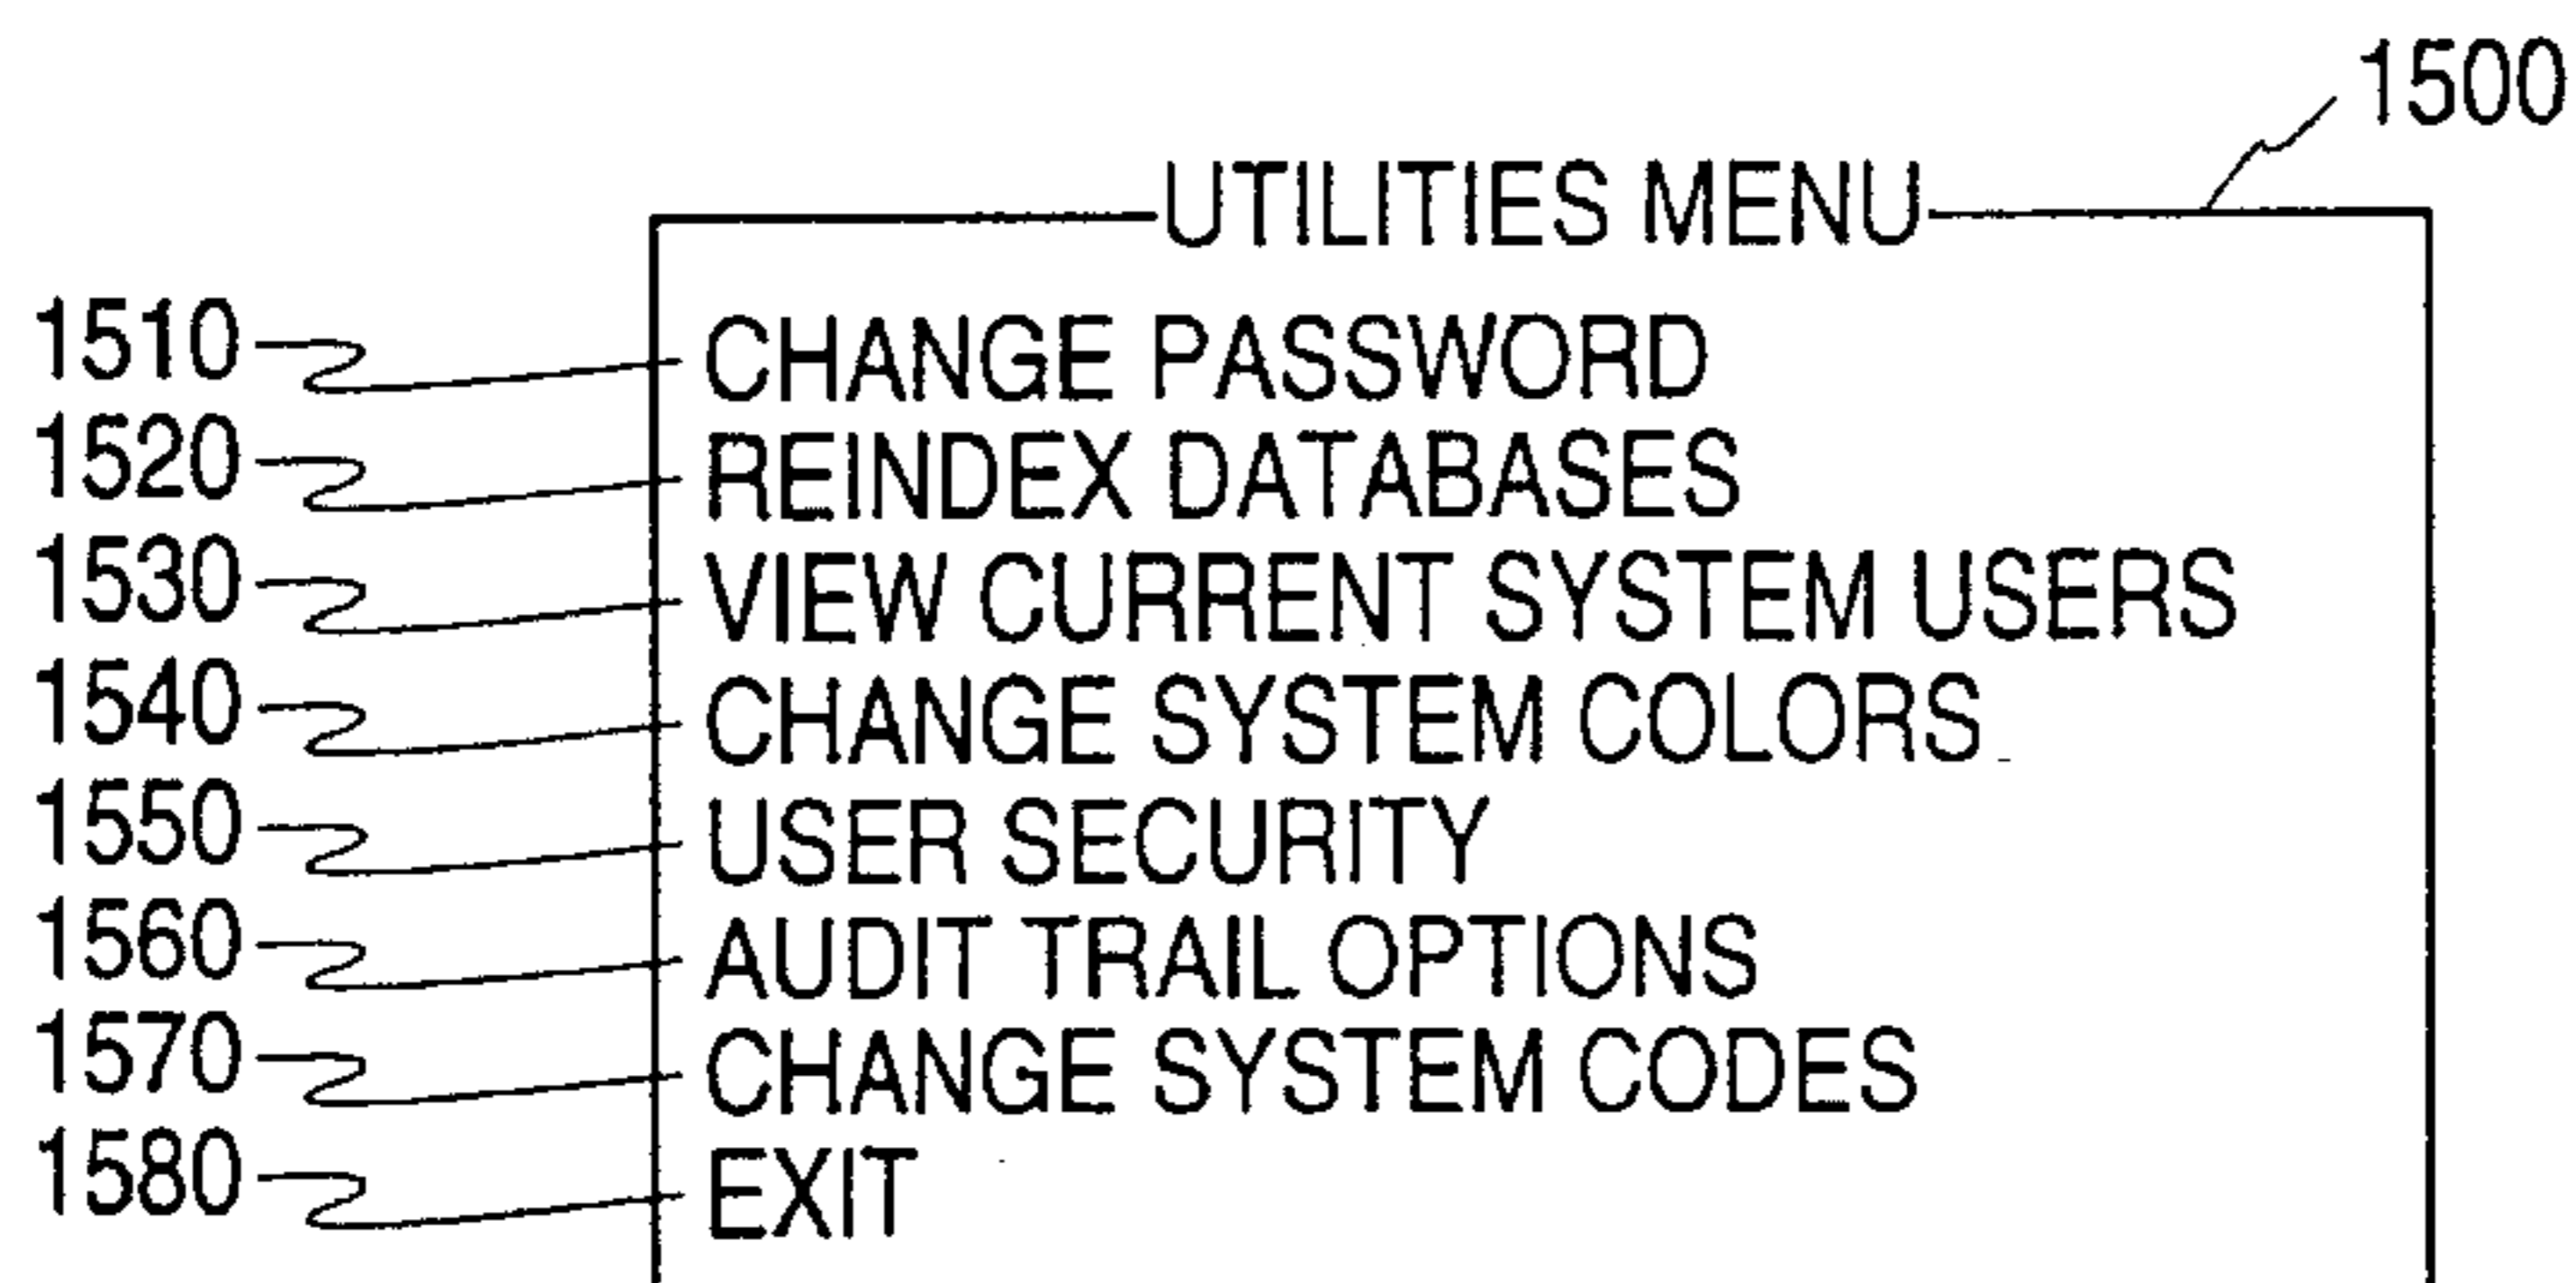 1500
UTILITIES MENU
1510 CHANGE PASSWORD
1520 REINDEX DATABASES
1530 VIEW CURRENT SYSTEM USERS
1540 CHANGE SYSTEM COLORS
1550 USER SECURITY
1560 AUDIT TRAIL OPTIONS
1570 CHANGE SYSTEM CODES
1580 EXIT